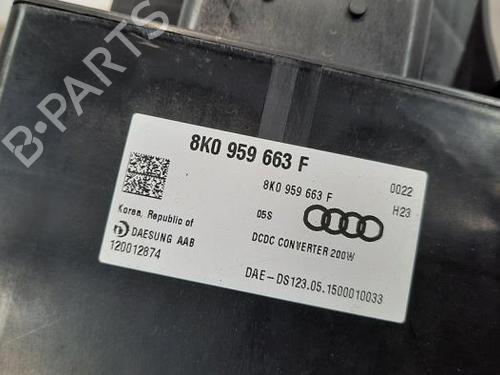 B-PARTS
8K0 959 663 F
8K0 959 663 F
0022
05S
H23
Korea, Republic of
DAESUNG AAB
120012874
DCDC CONVERTER 200W
DAE-DS123.05.1500010033